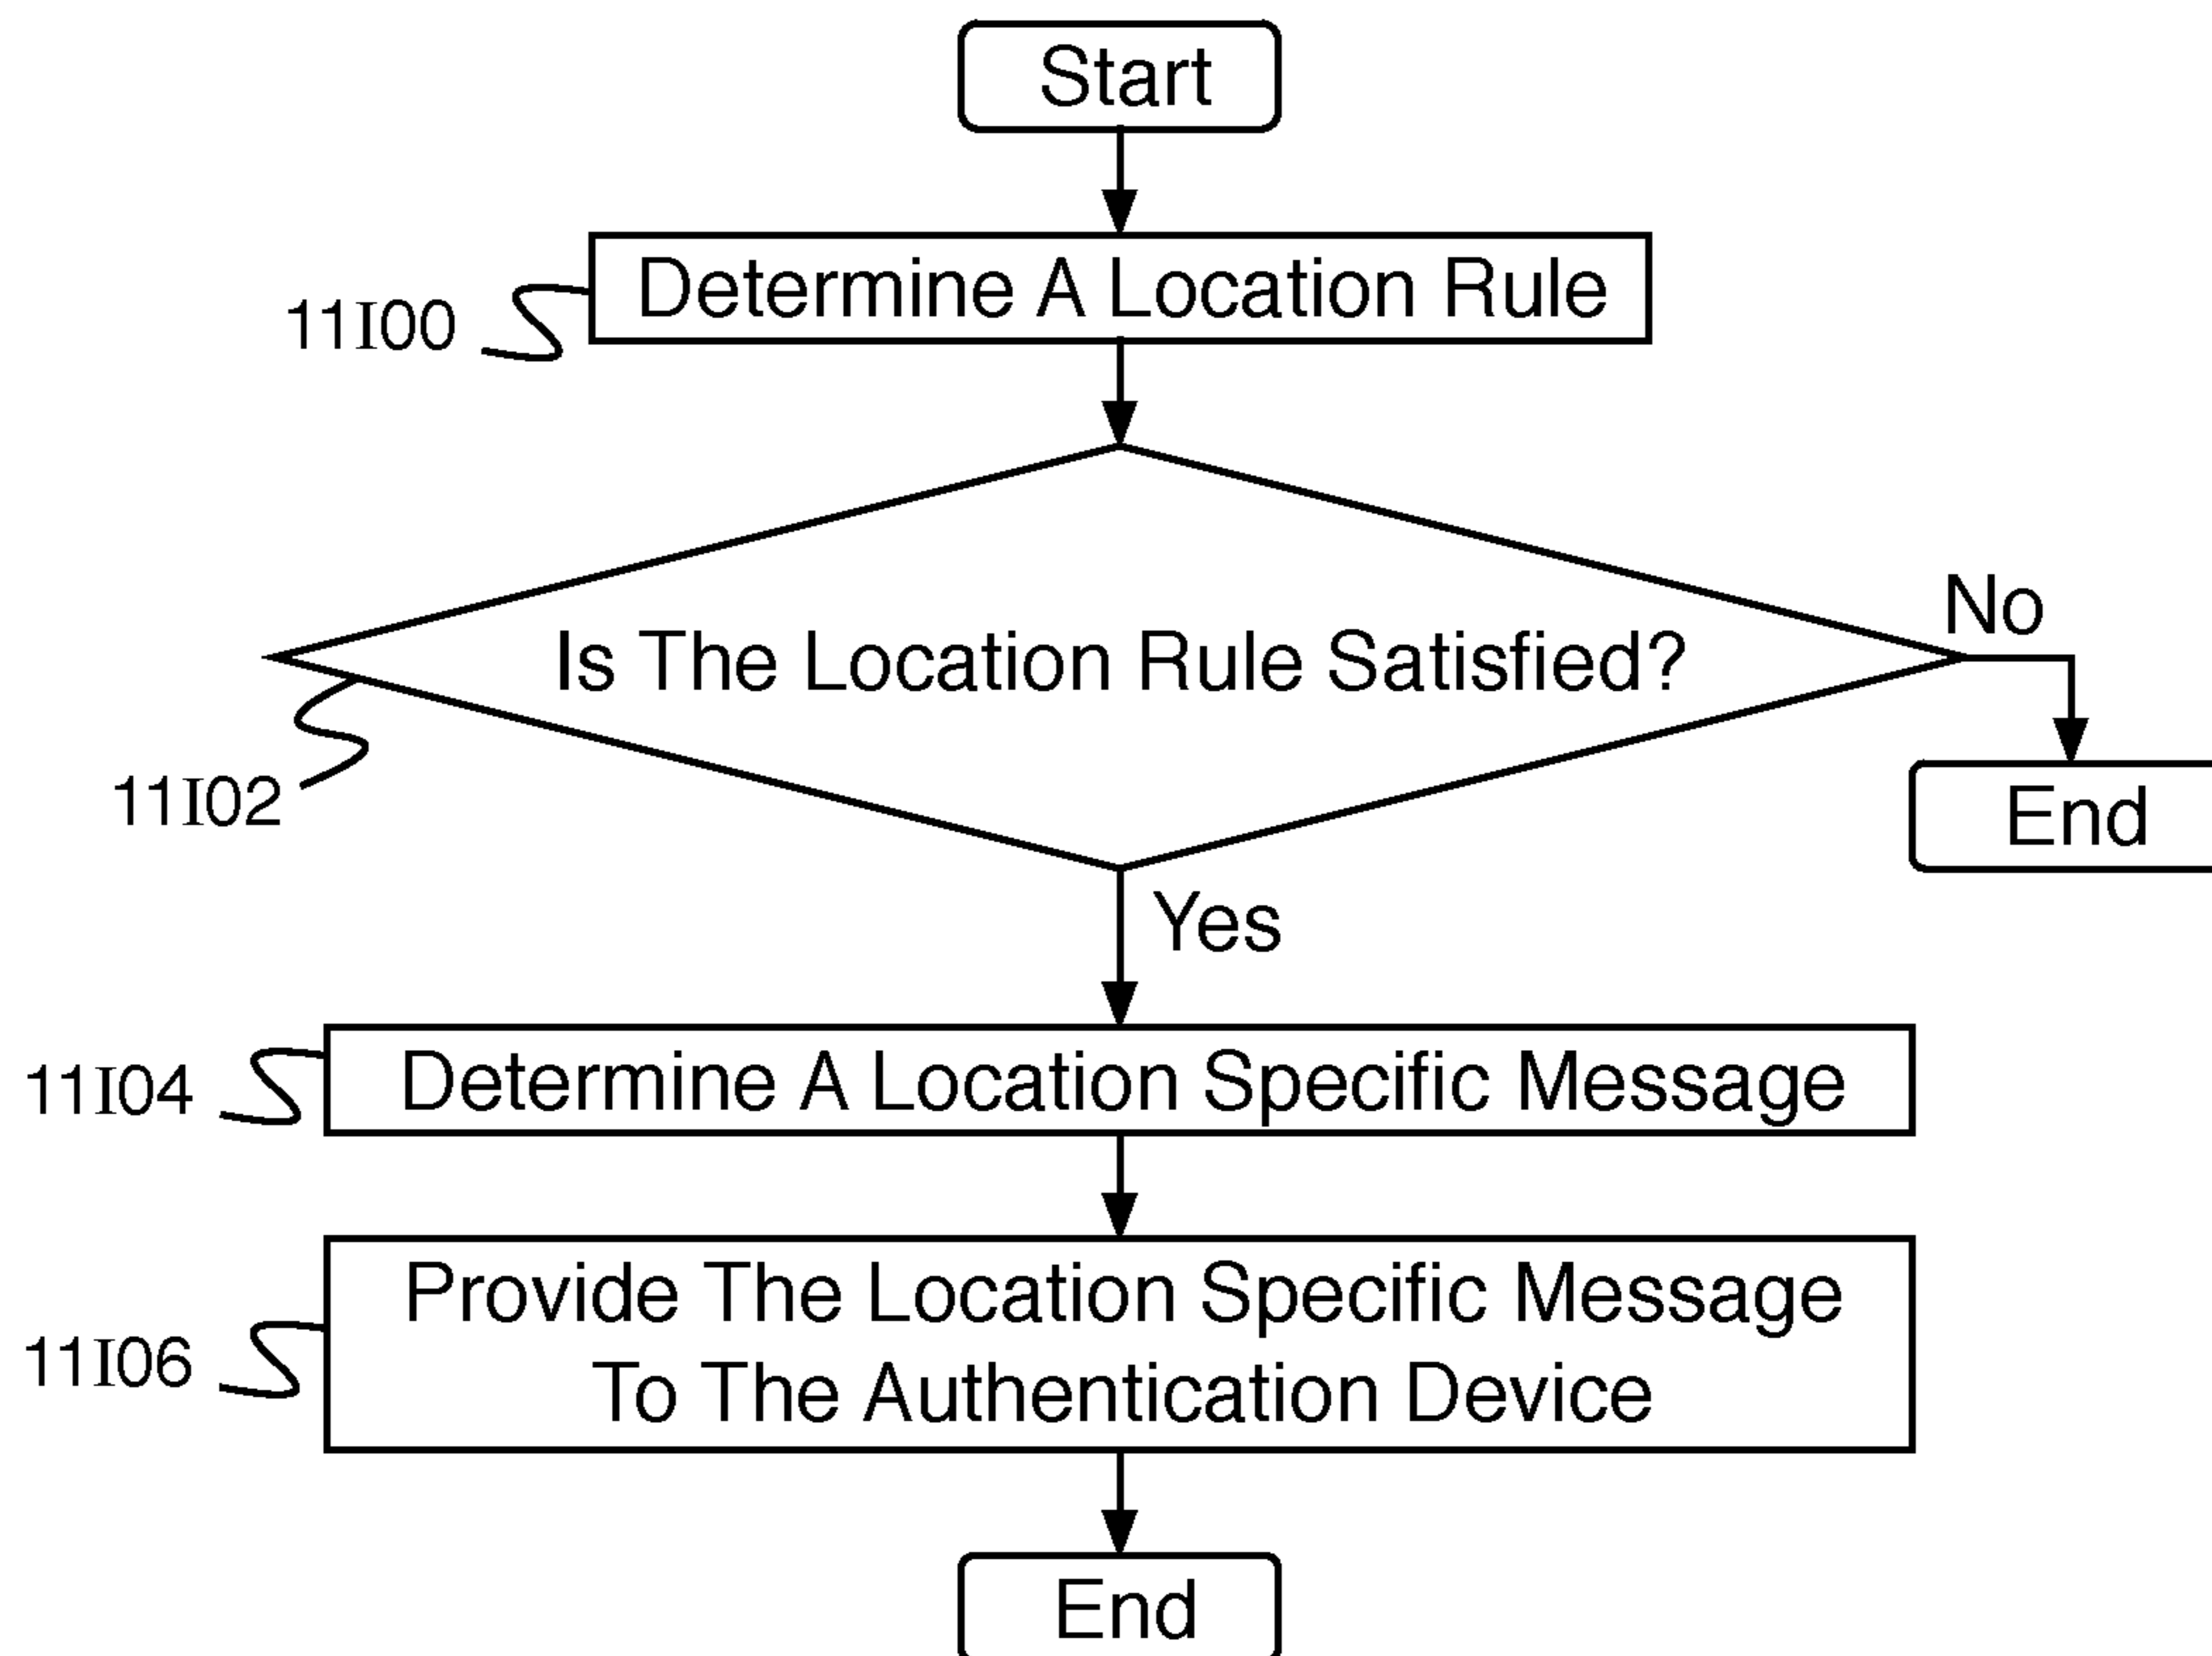 Start
Determine A Location Rule
11I00
Is The Location Rule Satisfied?
No
11I02
End
Yes
Determine A Location Specific Message
11I04
Provide The Location Specific Message
To The Authentication Device
11I06
End